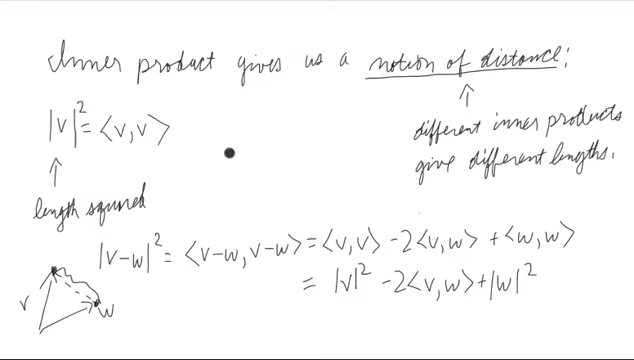 Inner product gives us a notion of distance:
|v|² = <v,v>
different inner products
give different lengths.
length squared
|v-w|² = <v-w, v-w> = <v,v> -2<v,w> + <w,w>
= |v|² -2<v,w> + |w|²
v
w